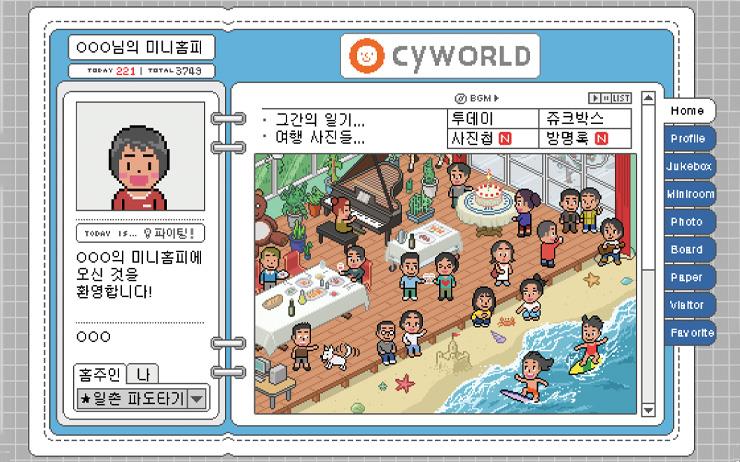 OOO님의 미니홈피
TODAY 221 | TOTAL 3749
CYWORLD
BGM
LIST
· 그간의 일기...
· 여행 사진들...
투데이
쥬크박스
사진첩 N
방명록 N
TODAY IS... 파이팅!
OOO의 미니홈피에
오신 것을
환영합니다!
OOO
홈주인
나
★일촌 파도타기
Home
Profile
Jukebox
Miniroom
Photo
Board
Paper
Visitor
Favorite